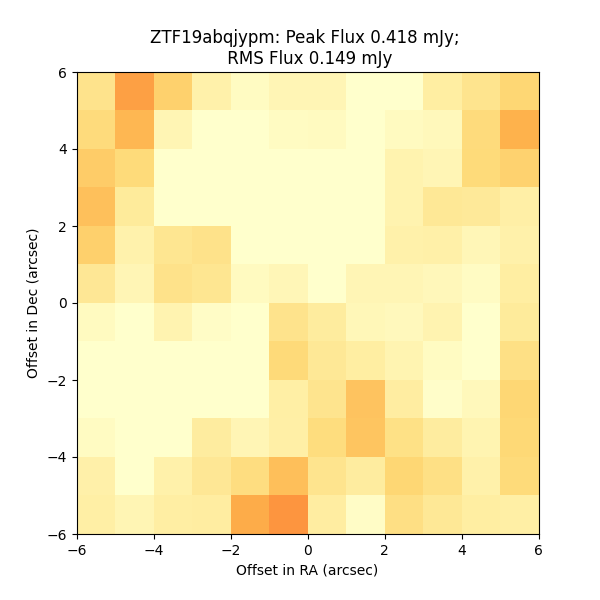 ZTF19abqjypm: Peak Flux 0.418 mJy;
RMS Flux 0.149 mJy
6
4
2
0
−2
−4
−6
Offset in Dec (arcsec)
−6 −4 −2 0 2 4 6
Offset in RA (arcsec)